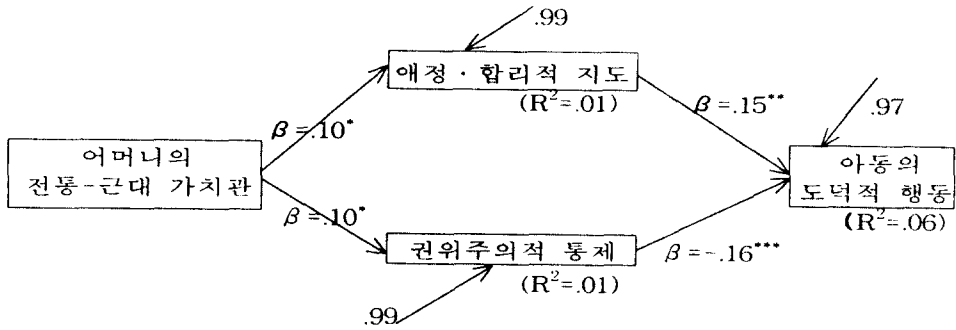 .99
애정·합리적 지도
(R²=.01)
β=.15**
.97
β=.10*
어머니의
전통-근대 가치관
아동의
도덕적 행동
(R²=.06)
β=.10*
권위주의적 통제
β=-.16***
(R²=.01)
.99